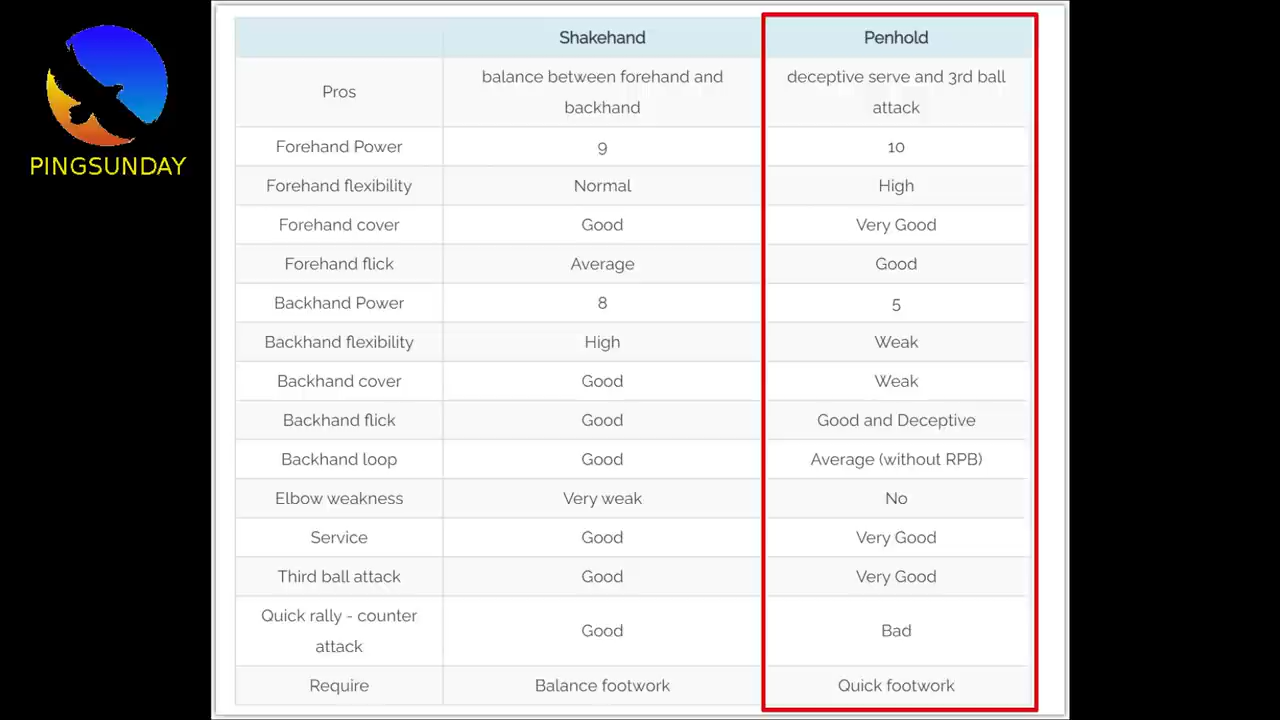 PINGSUNDAY
Shakehand Penhold
Pros balance between forehand and backhand deceptive serve and 3rd ball attack
Forehand Power 9 10
Forehand flexibility Normal High
Forehand cover Good Very Good
Forehand flick Average Good
Backhand Power 8 5
Backhand flexibility High Weak
Backhand cover Good Weak
Backhand flick Good Good and Deceptive
Backhand loop Good Average (without RPB)
Elbow weakness Very weak No
Service Good Very Good
Third ball attack Good Very Good
Quick rally - counter attack Good Bad
Require Balance footwork Quick footwork